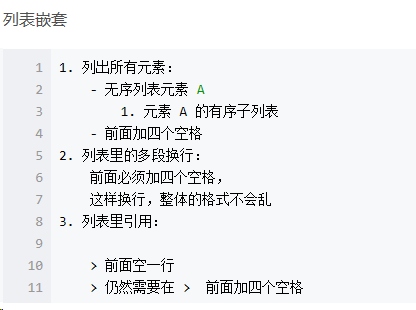 列表嵌套
1 1. 列出所有元素：
2     - 无序列表元素 A
3         1. 元素 A 的有序子列表
4     - 前面加四个空格
5 2. 列表里的多段换行：
6     前面必须加四个空格，
7     这样换行，整体的格式不会乱
8 3. 列表里引用：
9
10     > 前面空一行
11     > 仍然需要在 >  前面加四个空格